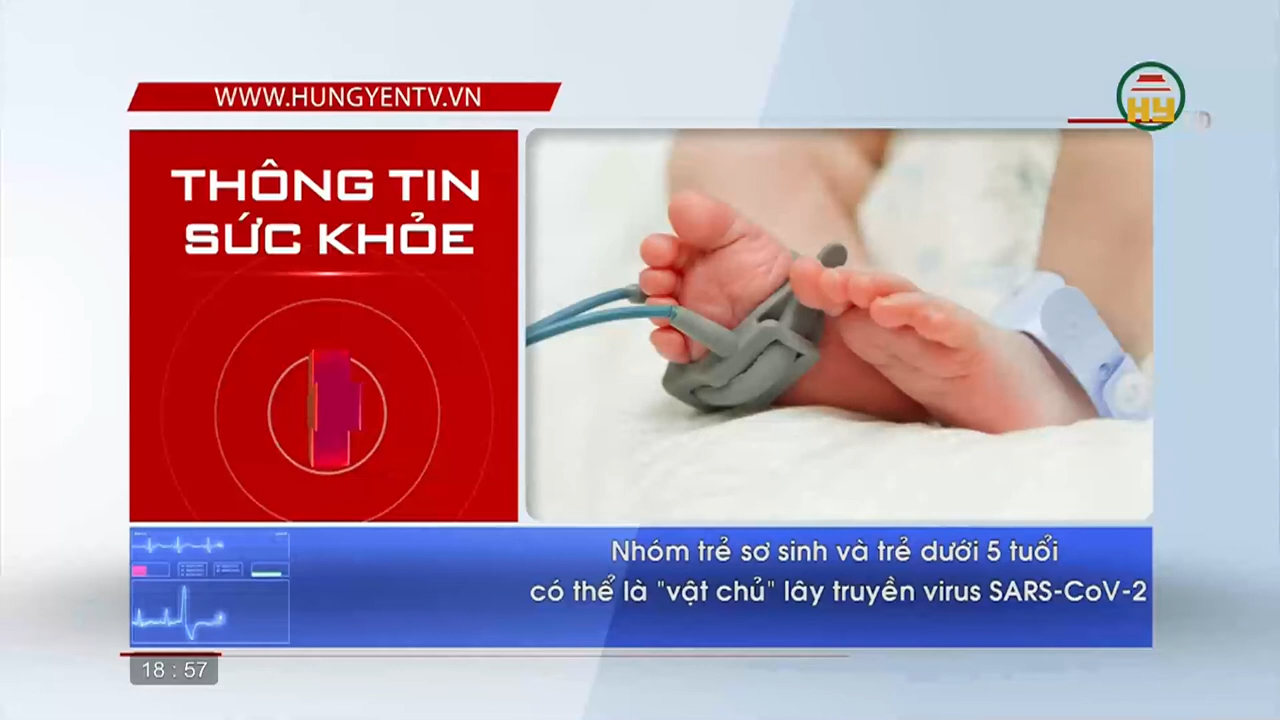 WWW.HUNGYENTV.VN
HY
THÔNG TIN
SỨC KHỎE
Nhóm trẻ sơ sinh và trẻ dưới 5 tuổi
có thể là "vật chủ" lây truyền virus SARS-CoV-2
18 : 57